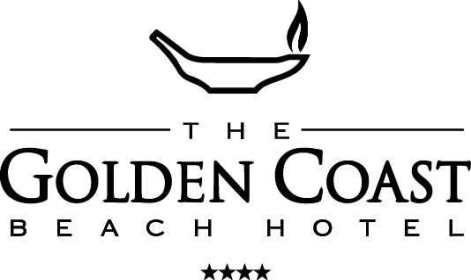 THE
GOLDEN COAST
BEACH HOTEL
★★★★